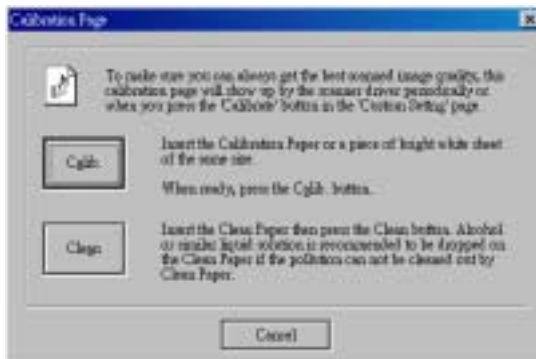 Calibration Page
To make sure you can always get the best scanned image quality, this
calibration page will show up by the scanner driver periodically or
when you press the 'Calibrate' button in the 'Custom Setting' page.
Calib.
Insert the Calibration Paper or a piece of bright white sheet
of the same size.
When ready, press the Calib. button.
Clean
Insert the Clean Paper then press the Clean button. Alcohol
or similar liquid solution is recommended to be dropped on
the Clean Paper if the pollution can not be cleaned out by
Clean Paper.
Cancel